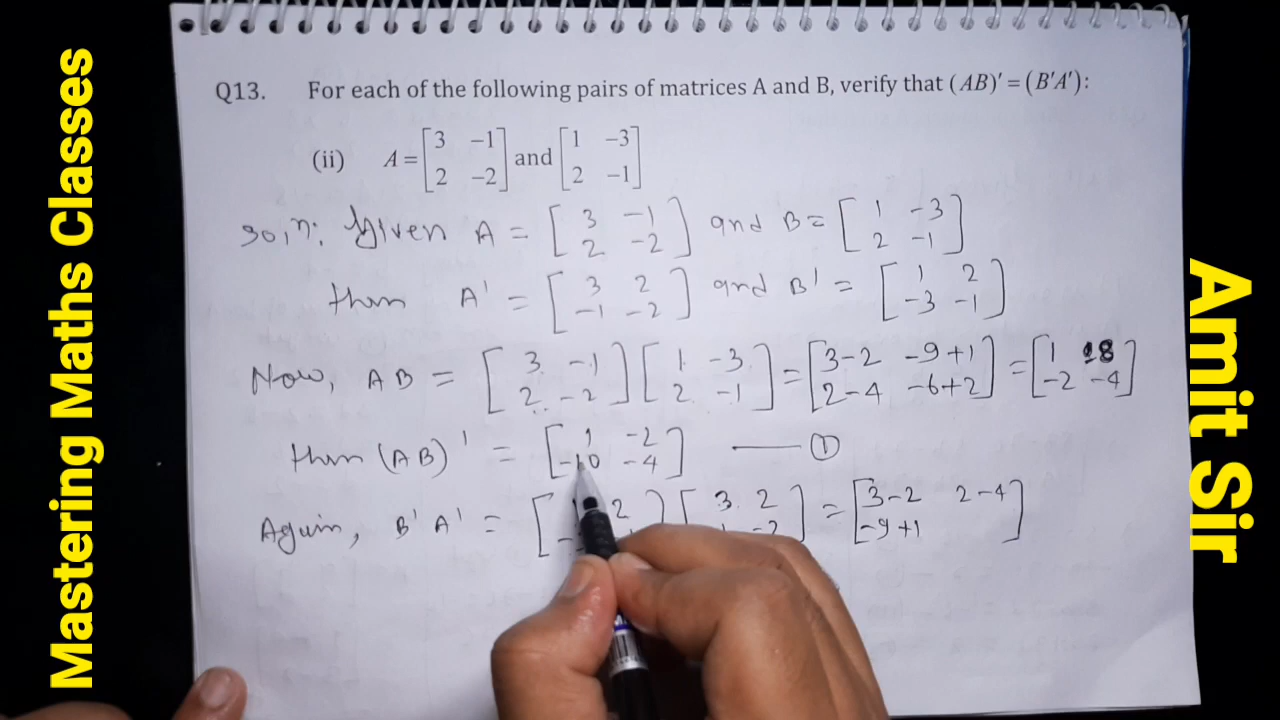 Mastering Maths Classes
Q13. For each of the following pairs of matrices A and B, verify that (AB)′ = (B′A′):
(ii) A = [3 −1; 2 −2] and [1 −3; 2 −1]
Soln: Given A = [3 −1; 2 −2] and B = [1 −3; 2 −1]
then A' = [3 2; −1 −2] and B' = [1 2; −3 −1]
Now, AB = [3 −1; 2 −2] [1 −3; 2 −1] = [3−2 −9+1; 2−4 −6+2] = [1 -8; −2 −4]
then (AB)' = [1 −2; −10 −4] —— ①
Again, B' A' = [ 2; ] [3 2; −2] = [3−2 2−4; −9+1]
Amit Sir